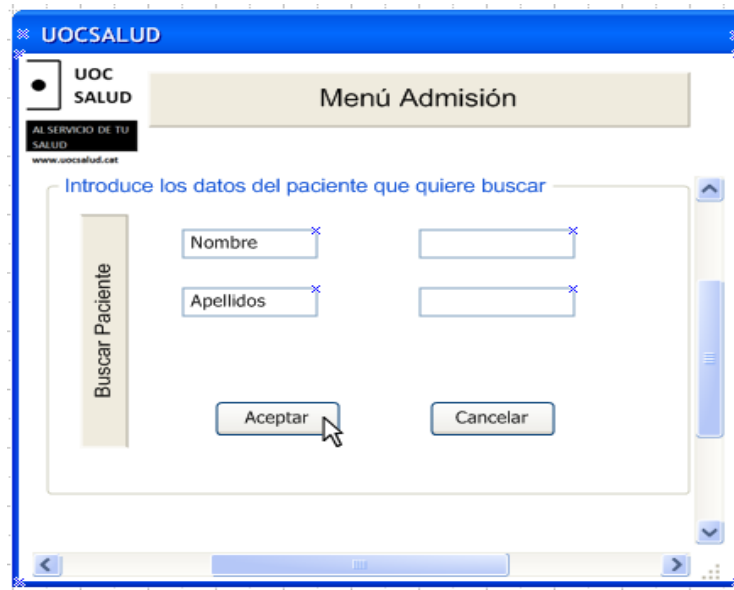 UOCSALUD
UOC
SALUD
AL SERVICIO DE TU
SALUD
www.uocsalud.cat
Menú Admisión
Introduce los datos del paciente que quiere buscar
Buscar Paciente
Nombre
Apellidos
Aceptar
Cancelar